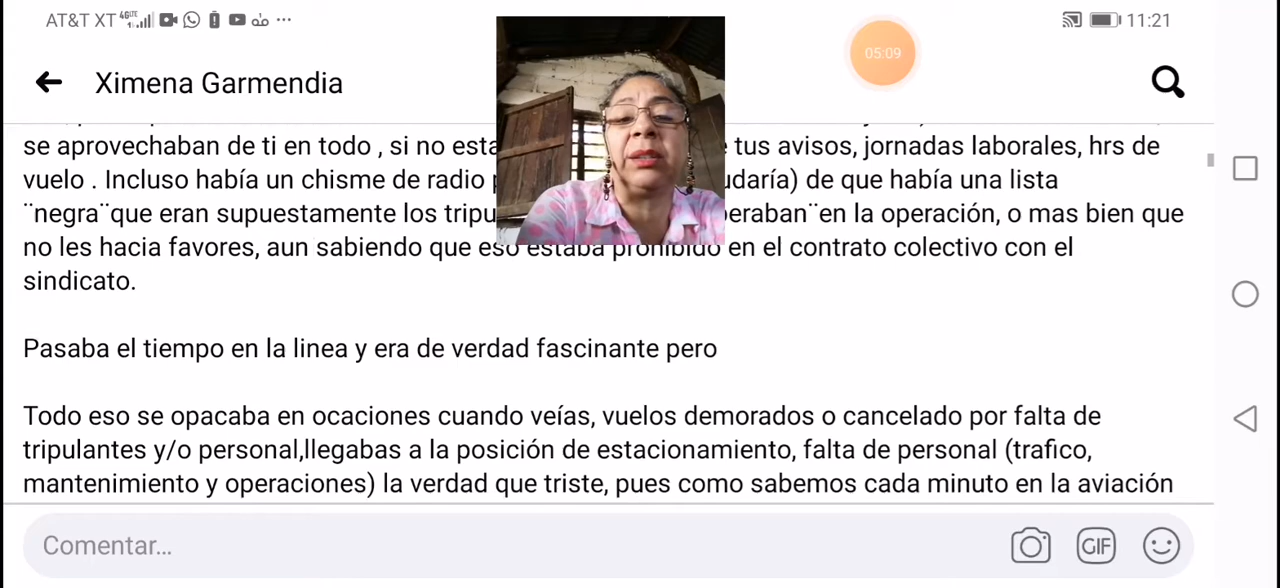 AT&T XT 4G LTE 11:21
05:09
Ximena Garmendia
se aprovechaban de ti en todo , si no esta tus avisos, jornadas laborales, hrs de
vuelo . Incluso había un chisme de radio udaría) de que había una lista
¨negra¨que eran supuestamente los tripu eraban¨en la operación, o mas bien que
no les hacia favores, aun sabiendo que eso estaba prohibido en el contrato colectivo con el
sindicato.
Pasaba el tiempo en la linea y era de verdad fascinante pero
Todo eso se opacaba en ocaciones cuando veías, vuelos demorados o cancelado por falta de
tripulantes y/o personal,llegabas a la posición de estacionamiento, falta de personal (trafico,
mantenimiento y operaciones) la verdad que triste, pues como sabemos cada minuto en la aviación
Comentar...
GIF